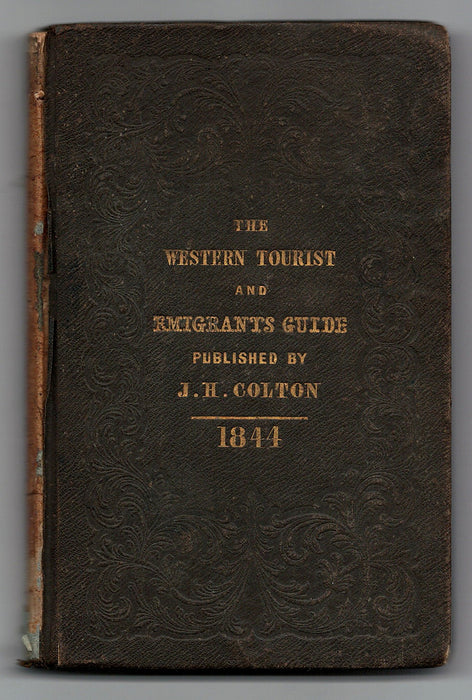 THE
WESTERN TOURIST
AND
EMIGRANTS GUIDE
PUBLISHED BY
J. H. COLTON
1844